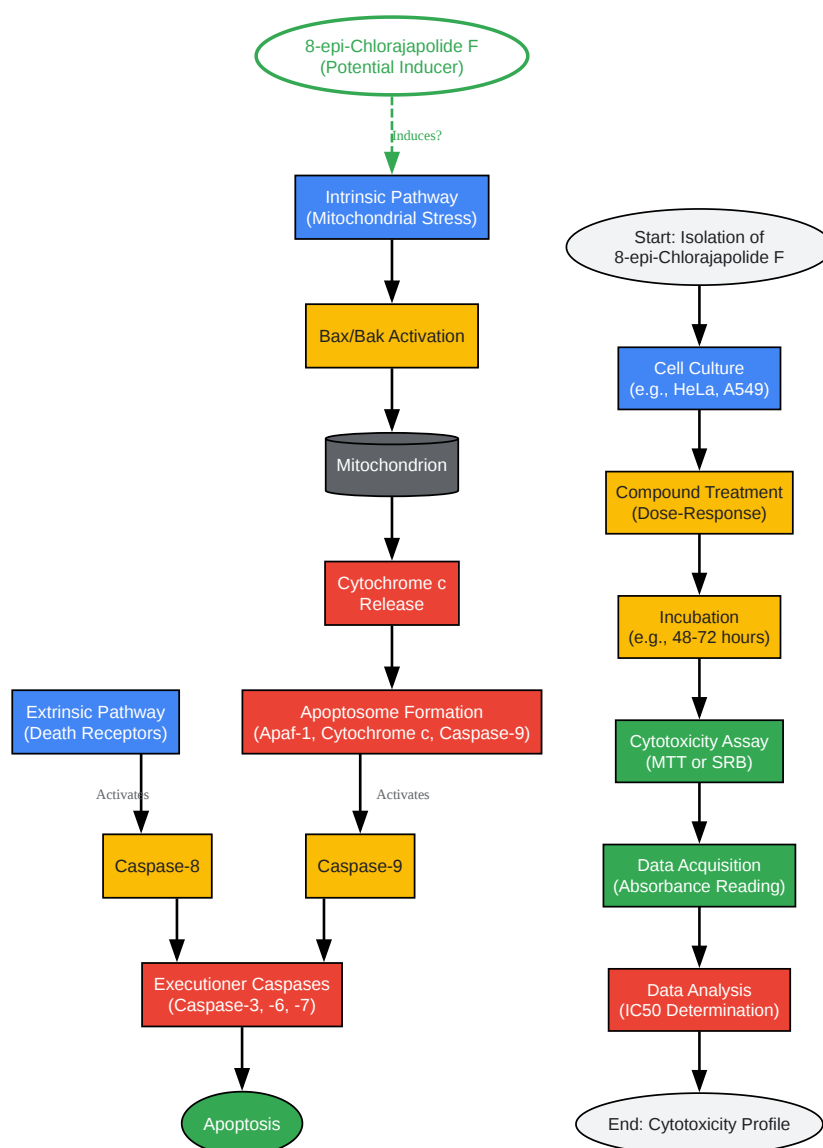 8-epi-Chlorajapolide F
(Potential Inducer)
Induces?
Intrinsic Pathway
(Mitochondrial Stress)
Bax/Bak Activation
Mitochondrion
Cytochrome c
Release
Extrinsic Pathway
(Death Receptors)
Apoptosome Formation
(Apaf-1, Cytochrome c, Caspase-9)
Activates
Activates
Caspase-8
Caspase-9
Executioner Caspases
(Caspase-3, -6, -7)
Apoptosis
Start: Isolation of
8-epi-Chlorajapolide F
Cell Culture
(e.g., HeLa, A549)
Compound Treatment
(Dose-Response)
Incubation
(e.g., 48-72 hours)
Cytotoxicity Assay
(MTT or SRB)
Data Acquisition
(Absorbance Reading)
Data Analysis
(IC50 Determination)
End: Cytotoxicity Profile